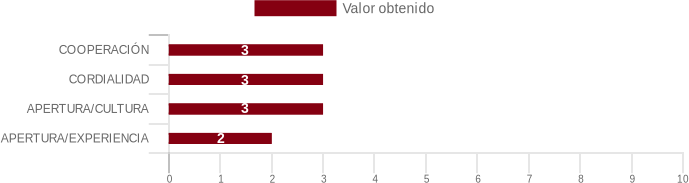 Valor obtenido
COOPERACIÓN 3
CORDIALIDAD 3
APERTURA/CULTURA 3
APERTURA/EXPERIENCIA 2
0 1 2 3 4 5 6 7 8 9 10